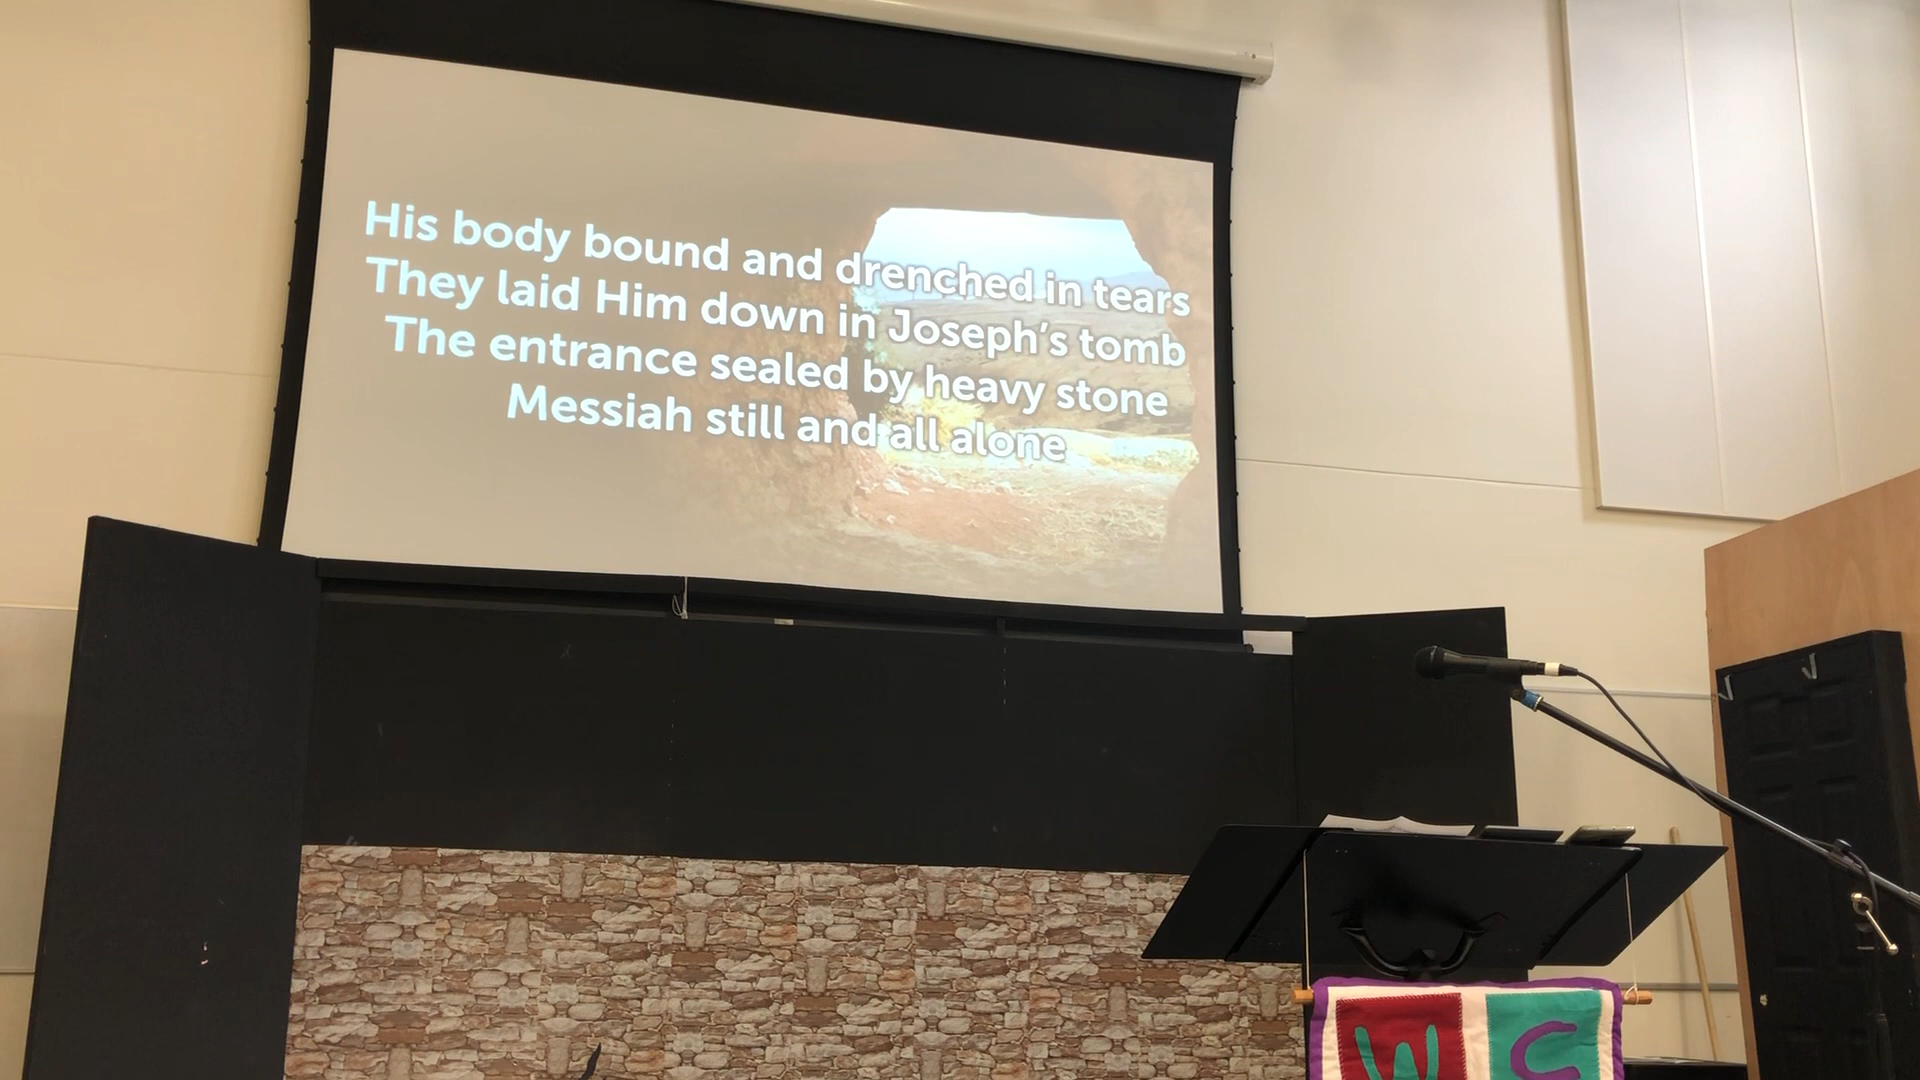 His body bound and drenched in tears
They laid Him down in Joseph's tomb
The entrance sealed by heavy stone
Messiah still and all alone
W C